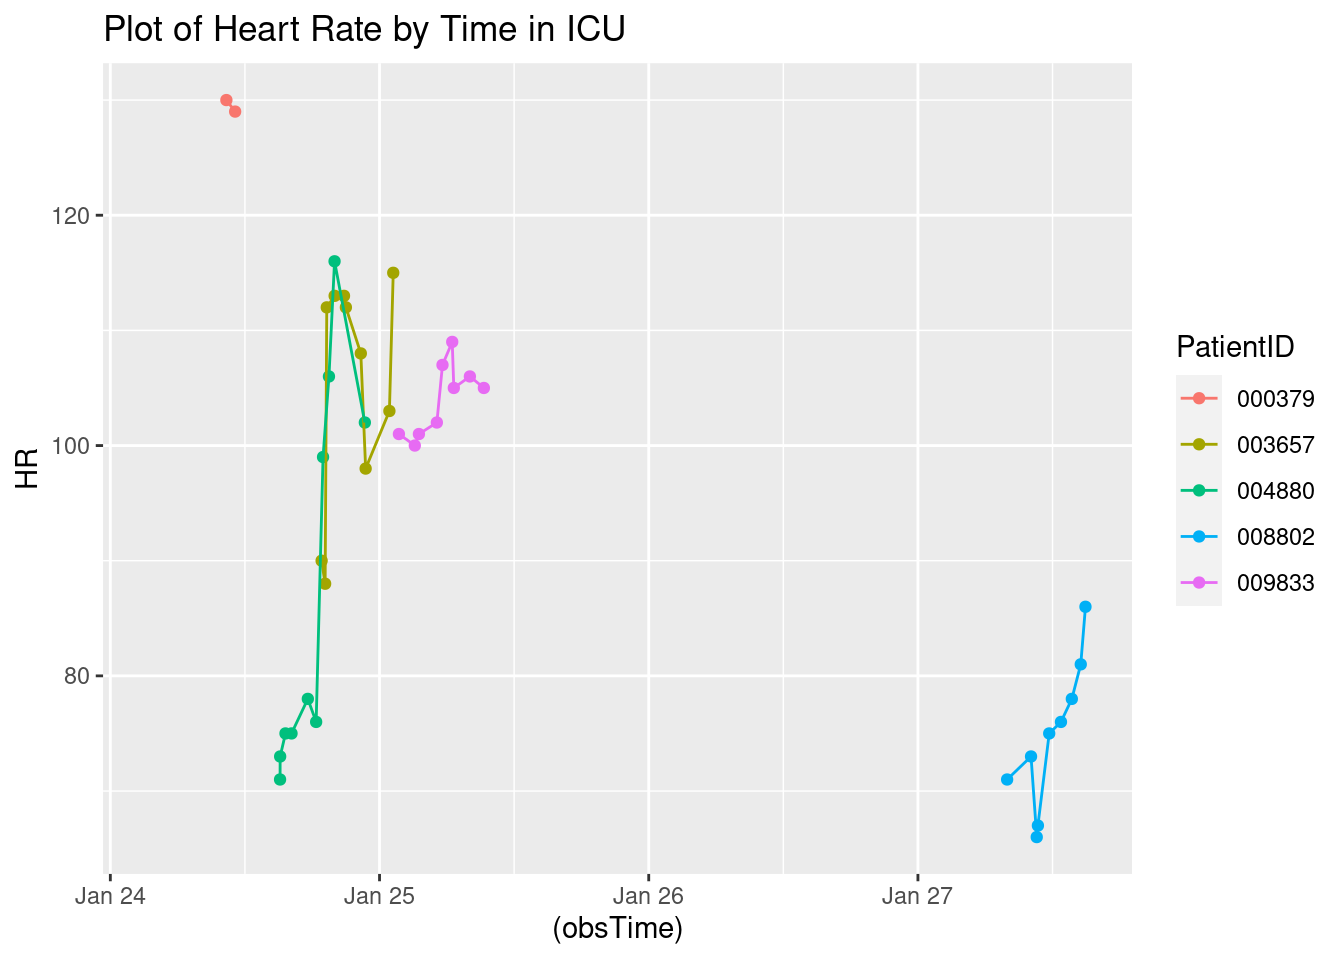 Plot of Heart Rate by Time in ICU
HR
120
100
80
Jan 24
Jan 25
Jan 26
Jan 27
(obsTime)
PatientID
000379
003657
004880
008802
009833